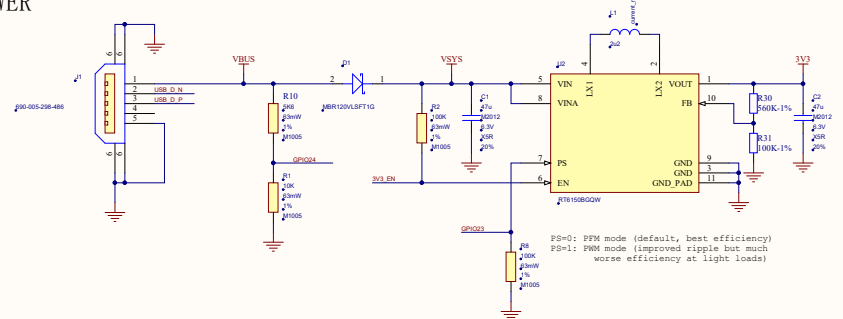 WER
L1
current_r
2u2
J1
6 6
1
2 USB_D_N
3 USB_D_P
4
5
6 6
690-005-298-486
VBUS
R10
5K6
63mW
1%
M1005
GPIO24
R1
10K
63mW
1%
M1005
D1
2 1
MBR120VLSFT1G
VSYS
R2
100K
63mW
1%
M1005
C1
47u
M2012
6.3V
X5R
20%
3V3_EN
GPIO23
R8
100K
63mW
1%
M1005
U2
4 2
LX1 LX2
5 VIN
8 VINA
7 PS
6 EN
VOUT 1
FB 10
GND 9
GND 3
GND_PAD 11
RT6150BGQW
3V3
R30
560K-1%
R31
100K-1%
C2
47u
M2012
6.3V
X5R
20%
PS=0: PFM mode (default, best efficiency)
PS=1: PWM mode (improved ripple but much
worse efficiency at light loads)